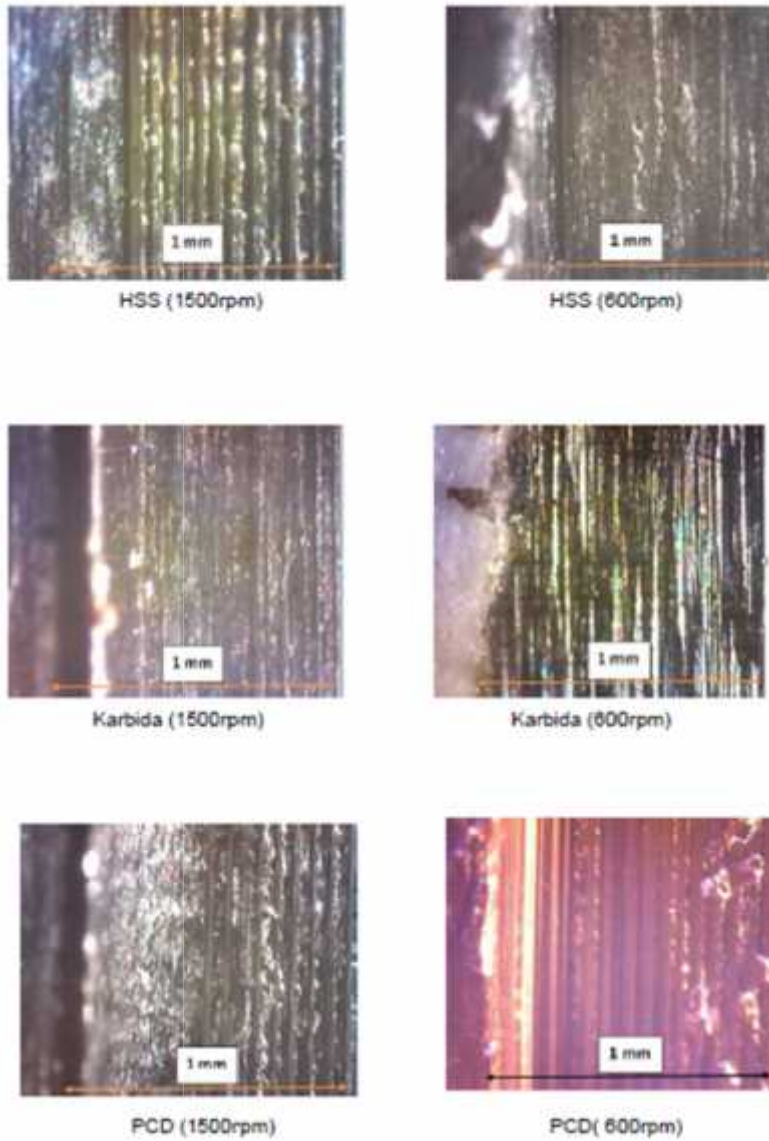 1 mm
1 mm
HSS (1500rpm)
HSS (600rpm)
1 mm
1 mm
Karbida (1500rpm)
Karbida (600rpm)
1 mm
1 mm
PCD (1500rpm)
PCD( 600rpm)